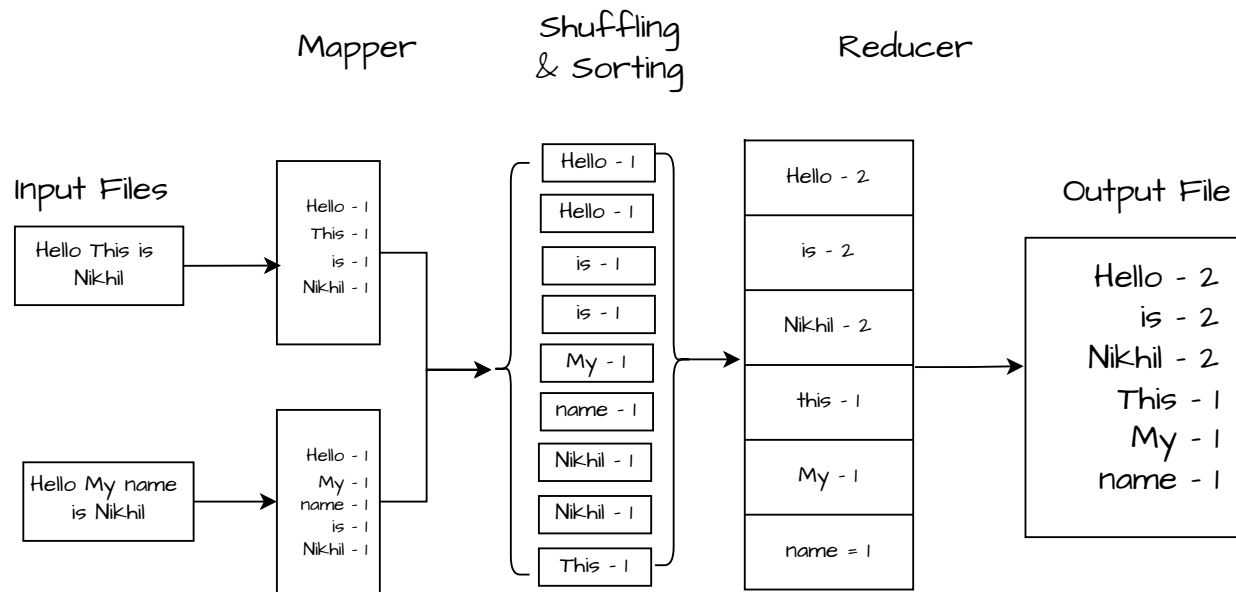 Mapper
Shuffling
& Sorting
Reducer
Input Files
Hello This is
Nikhil
Hello My name
is Nikhil
Hello - 1
This - 1
is - 1
Nikhil - 1
Hello - 1
My - 1
name - 1
is - 1
Nikhil - 1
Hello - 1
Hello - 1
is - 1
is - 1
My - 1
name - 1
Nikhil - 1
Nikhil - 1
This - 1
Hello - 2
is - 2
Nikhil - 2
this - 1
My - 1
name = 1
Output File
Hello - 2
is - 2
Nikhil - 2
This - 1
My - 1
name - 1